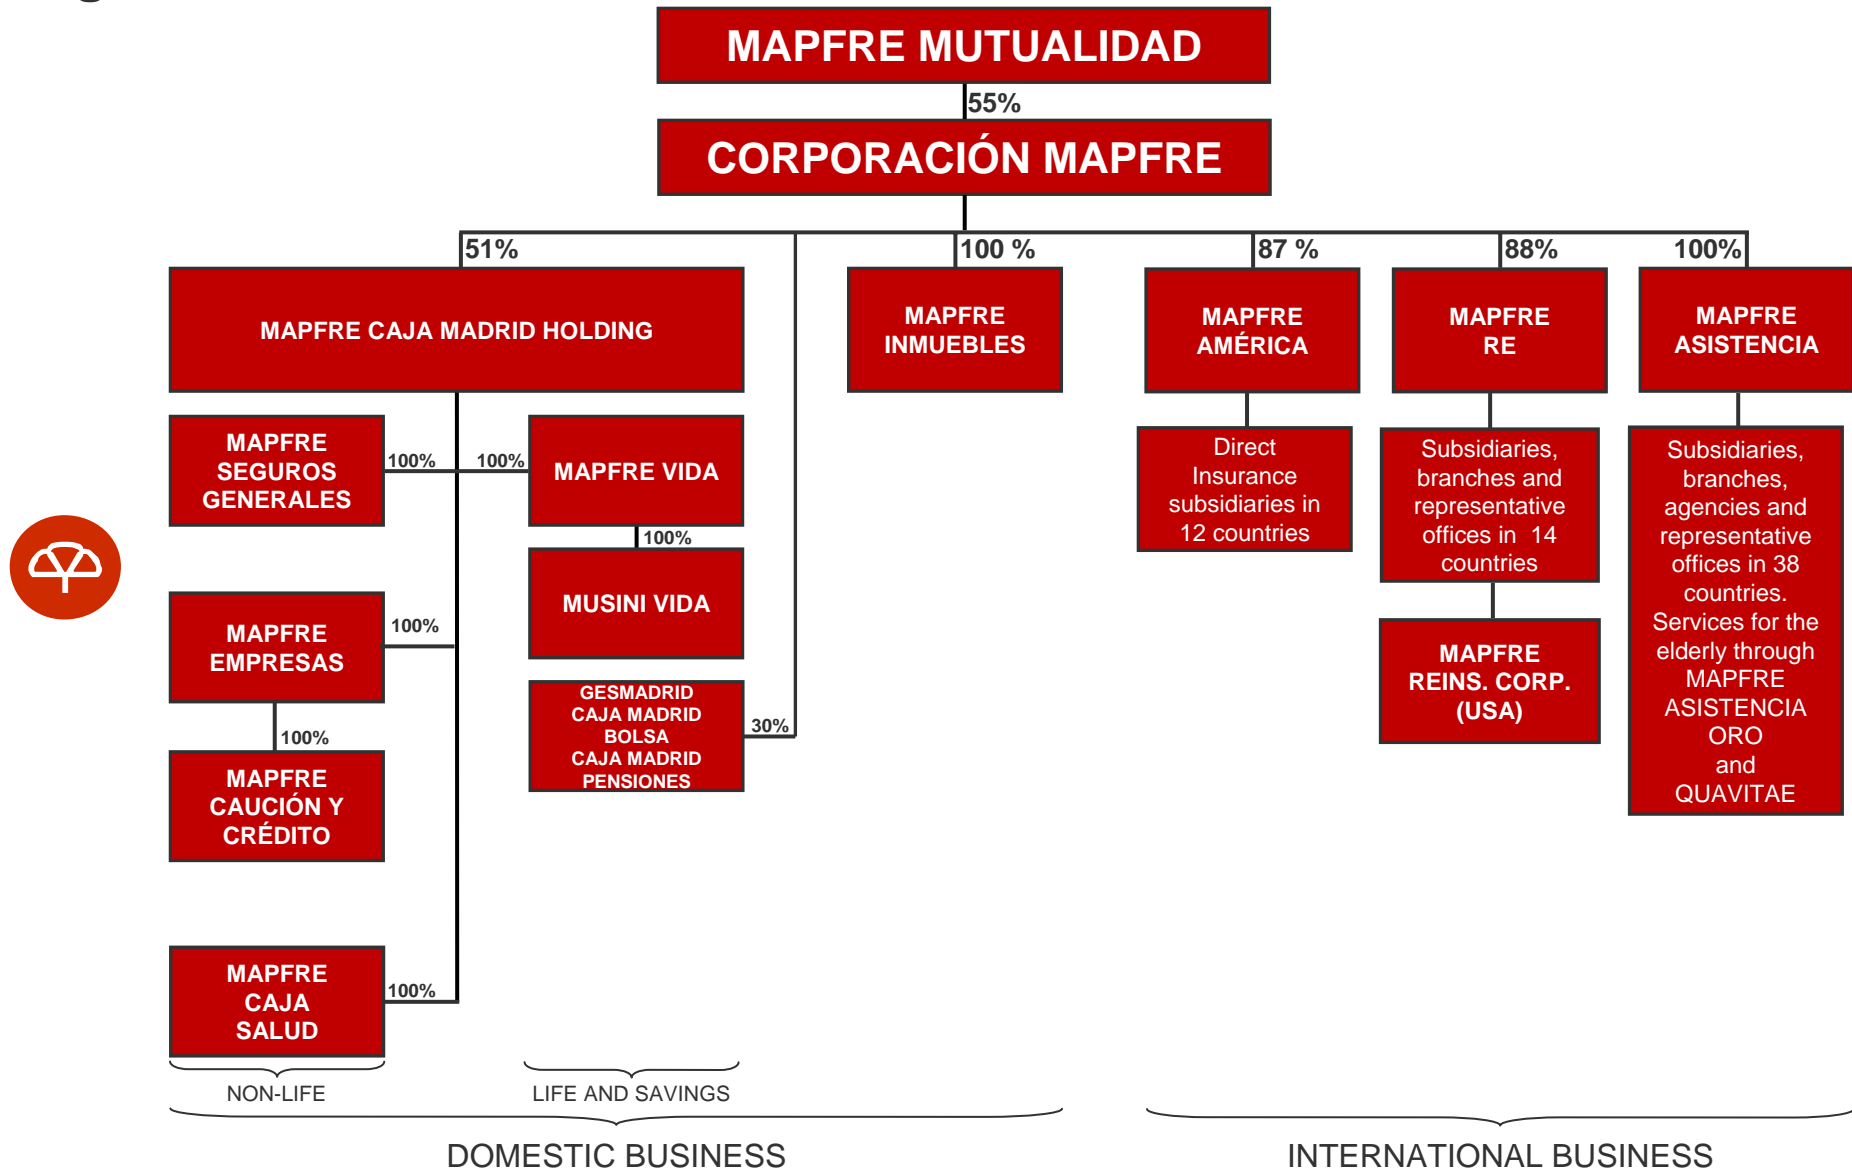 MAPFRE MUTUALIDAD
55%
CORPORACIÓN MAPFRE
51%
100 %
87 %
88%
100%
MAPFRE CAJA MADRID HOLDING
MAPFRE
INMUEBLES
MAPFRE
AMÉRICA
MAPFRE
RE
MAPFRE
ASISTENCIA
MAPFRE
SEGUROS
GENERALES
100%
100%
MAPFRE VIDA
100%
MUSINI VIDA
MAPFRE
EMPRESAS
100%
100%
MAPFRE
CAUCIÓN Y
CRÉDITO
GESMADRID
CAJA MADRID
BOLSA
CAJA MADRID
PENSIONES
30%
MAPFRE
CAJA
SALUD
100%
Direct
Insurance
subsidiaries in
12 countries
Subsidiaries,
branches and
representative
offices in 14
countries
MAPFRE
REINS. CORP.
(USA)
Subsidiaries,
branches,
agencies and
representative
offices in 38
countries.
Services for the
elderly through
MAPFRE
ASISTENCIA
ORO
and
QUAVITAE
NON-LIFE
LIFE AND SAVINGS
DOMESTIC BUSINESS
INTERNATIONAL BUSINESS